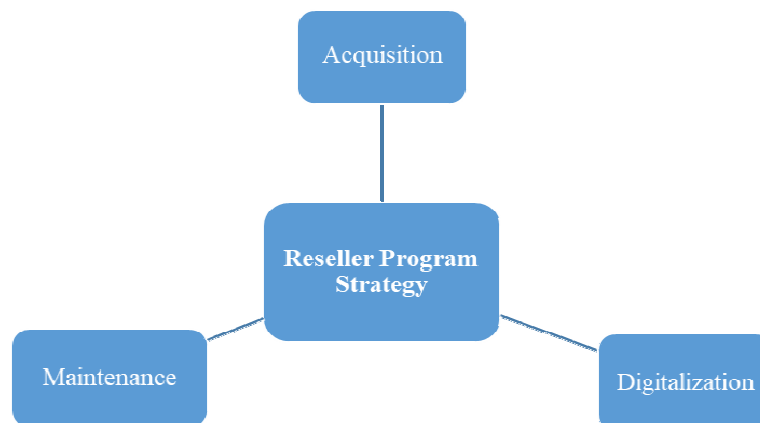 Acquisition
Reseller Program
Strategy
Maintenance
Digitalization